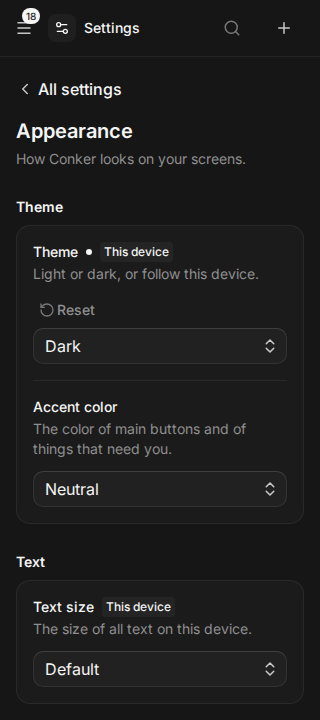 18
Settings
All settings
Appearance
How Conker looks on your screens.
Theme
Theme This device
Light or dark, or follow this device.
Reset
Dark
Accent color
The color of main buttons and of
things that need you.
Neutral
Text
Text size This device
The size of all text on this device.
Default